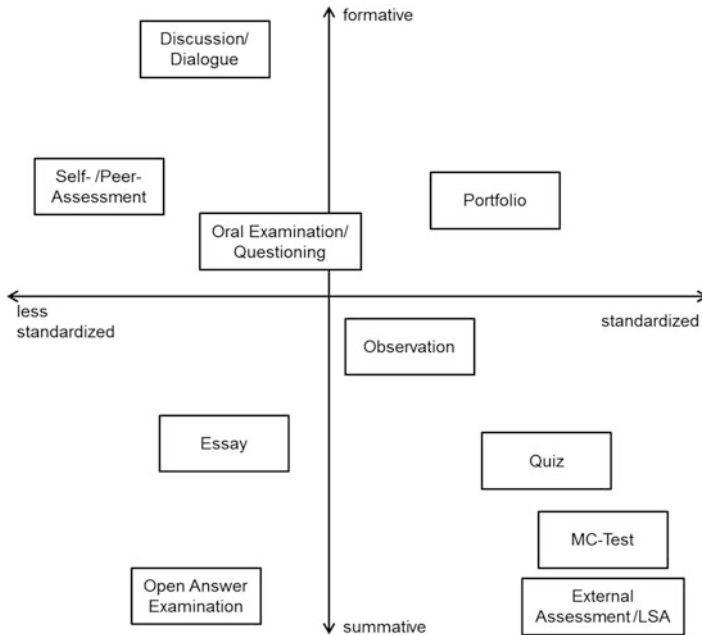 formative
Discussion/
Dialogue
Self- /Peer-
Assessment
Portfolio
Oral Examination/
Questioning
less
standardized
standardized
Observation
Essay
Quiz
MC-Test
Open Answer
Examination
External
Assessment/LSA
summative